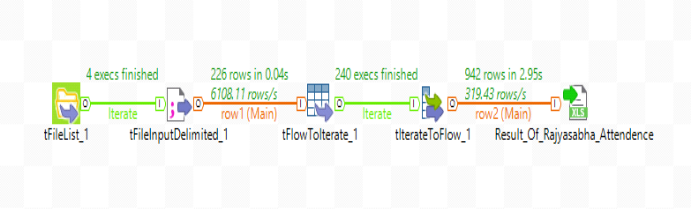 4 execs finished
226 rows in 0.04s
240 execs finished
942 rows in 2.95s
6108.11 rows/s
319.43 rows/s
Iterate
row1 (Main)
Iterate
row2 (Main)
XLS
tFileList_1
tFileInputDelimited_1
tFlowToIterate_1
tIterateToFlow_1
Result_Of_Rajyasabha_Attendence